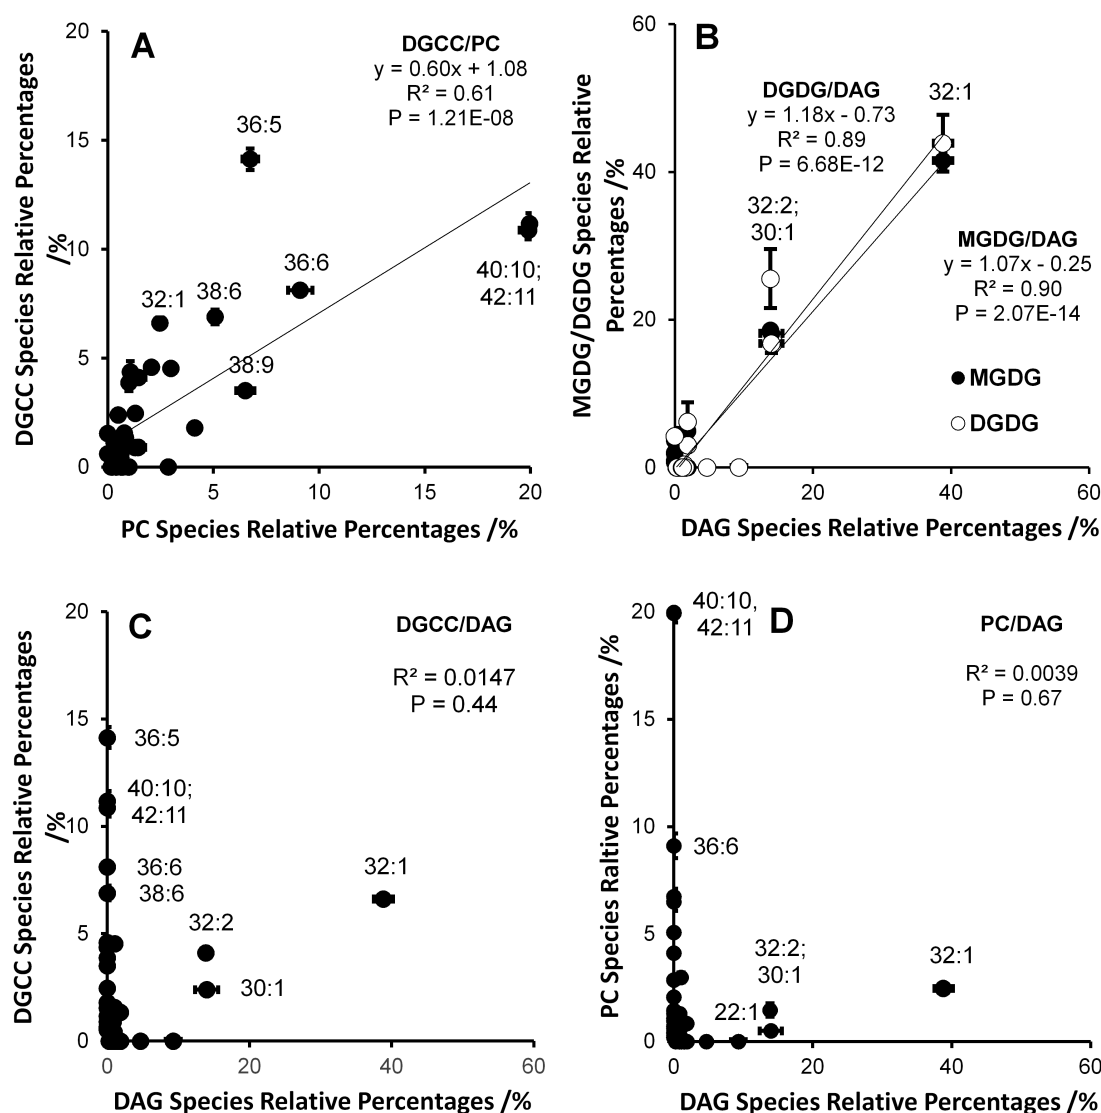 A
DGCC/PC
y = 0.60x + 1.08
R² = 0.61
P = 1.21E-08
20
15
10
5
0
36:5
36:6
38:6
32:1
38:9
40:10;
42:11
0 5 10 15 20
DGCC Species Relative Percentages
/%
PC Species Relative Percentages /%
B
DGDG/DAG
y = 1.18x - 0.73
R² = 0.89
P = 6.68E-12
32:1
32:2;
30:1
MGDG/DAG
y = 1.07x - 0.25
R² = 0.90
P = 2.07E-14
MGDG
DGDG
60
40
20
0
0 20 40 60
MGDG/DGDG Species Relative
Percentages /%
DAG Species Relative Percentages /%
C
DGCC/DAG
R² = 0.0147
P = 0.44
20
15
10
5
0
36:5
40:10;
42:11
36:6
38:6
32:1
32:2
30:1
0 20 40 60
DGCC Species Relative Percentages
/%
DAG Species Relative Percentages /%
D
PC/DAG
R² = 0.0039
P = 0.67
20
15
10
5
0
40:10,
42:11
36:6
32:2;
30:1
32:1
22:1
0 20 40 60
PC Species Raltive Percentages /%
DAG Species Relative Percentages /%